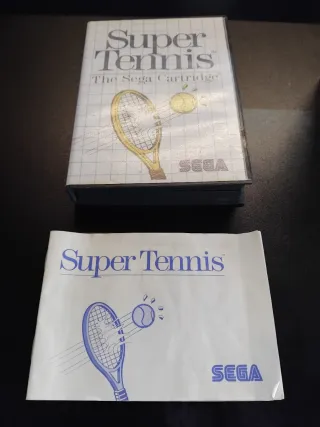 Super
Tennis
The Sega Cartridge
SEGA
Super Tennis
SEGA